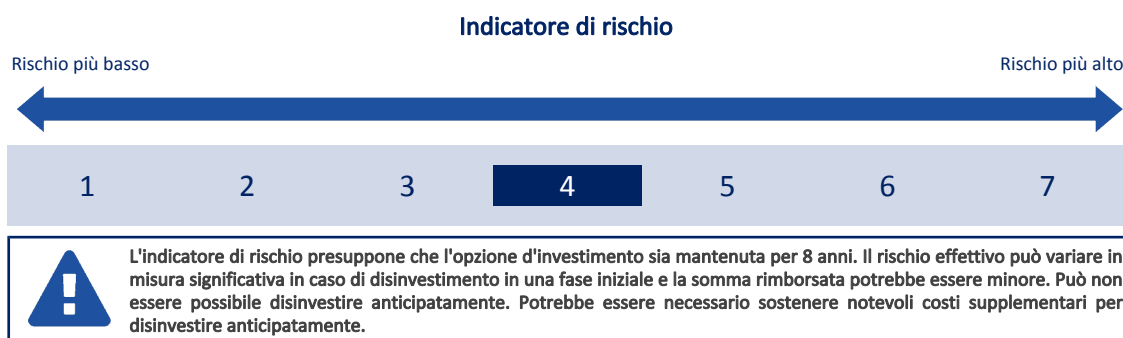 Indicatore di rischio
Rischio più basso
Rischio più alto
1 2 3 4 5 6 7
L'indicatore di rischio presuppone che l'opzione d'investimento sia mantenuta per 8 anni. Il rischio effettivo può variare in
misura significativa in caso di disinvestimento in una fase iniziale e la somma rimborsata potrebbe essere minore. Può non
essere possibile disinvestire anticipatamente. Potrebbe essere necessario sostenere notevoli costi supplementari per
disinvestire anticipatamente.